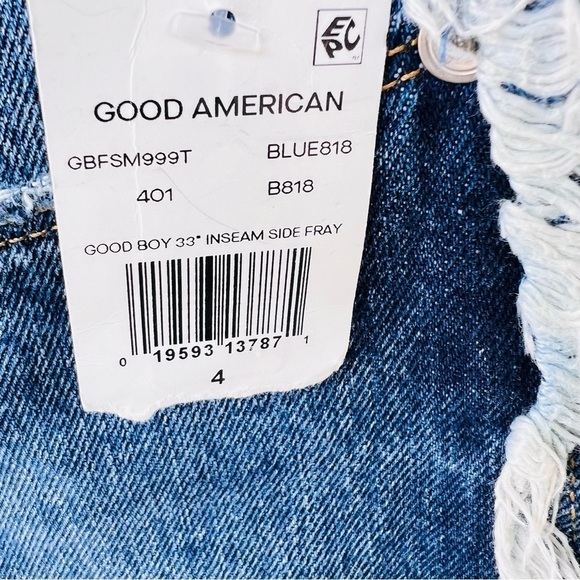 EPC
GOOD AMERICAN
GBFSM999T BLUE818
401 B818
GOOD BOY 33" INSEAM SIDE FRAY
0 19593 13787 1
4